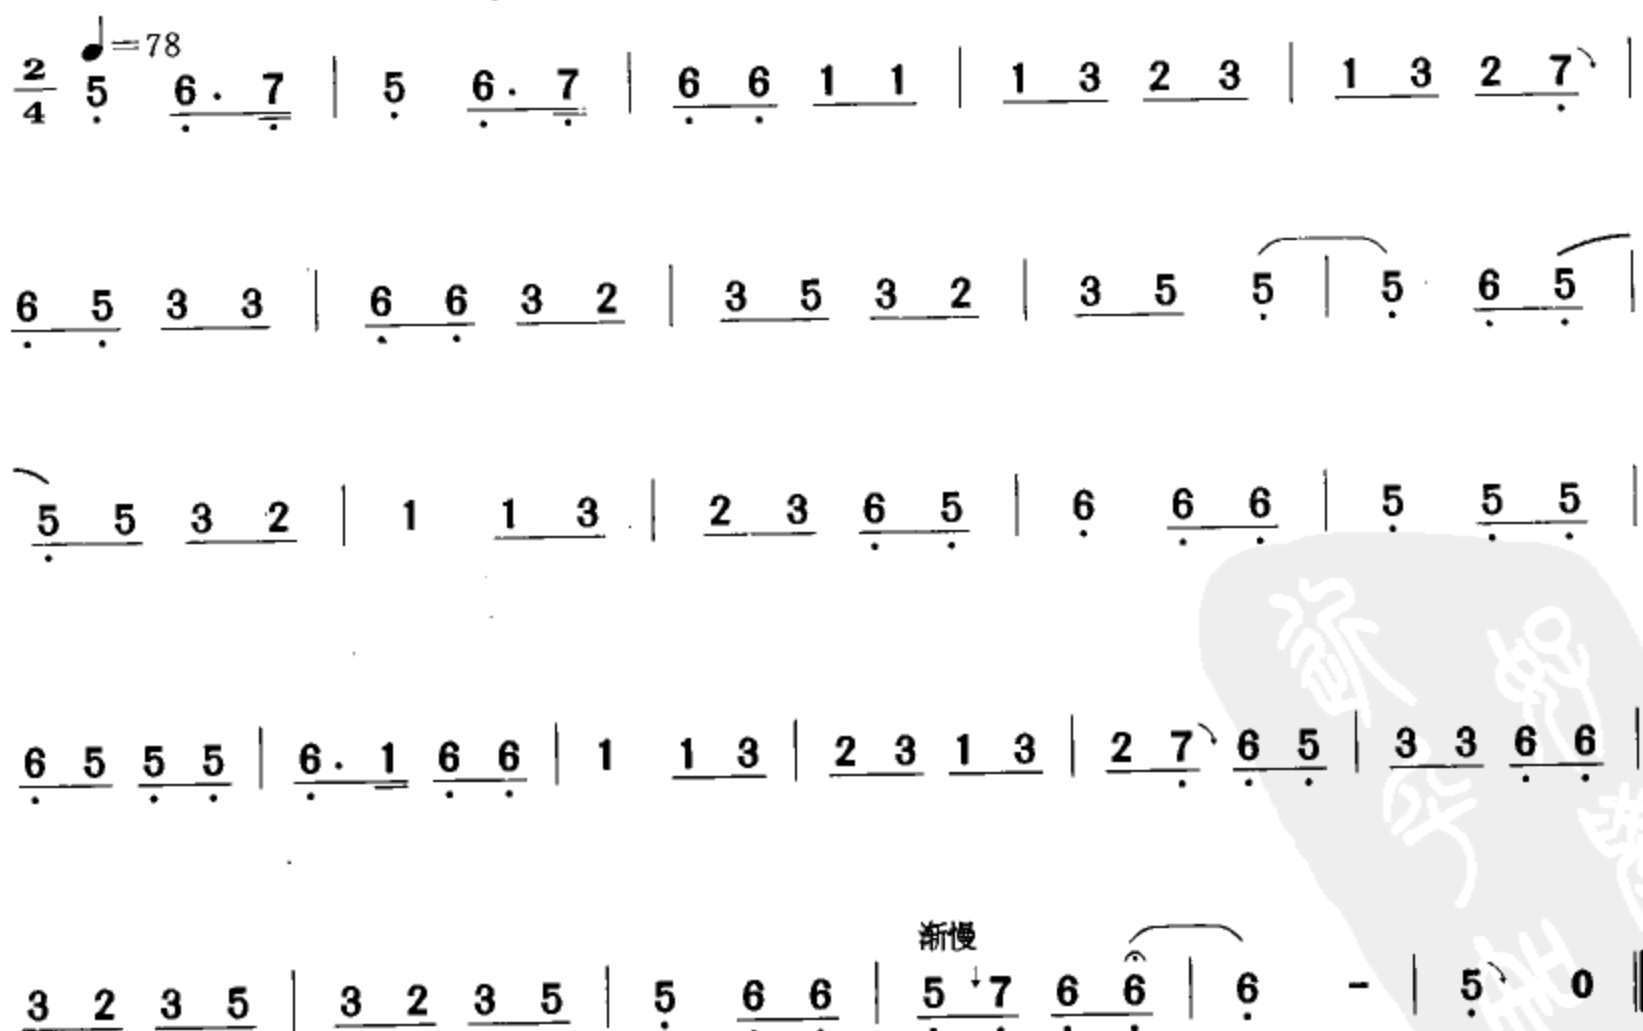 2/4 ♩=78 5̣ 6̣. 7̣ | 5̣ 6̣. 7̣ | 6̣ 6̣ 1 1 | 1 3 2 3 | 1 3 2 7̣ |
6̣ 5̣ 3 3 | 6̣ 6̣ 3 2 | 3 5 3 2 | 3 5 5̣ | 5̣ 6̣ 5̣ |
5̣ 5 3 2 | 1 1 3 | 2 3 6̣ 5̣ | 6̣ 6̣ 6̣ | 5̣ 5̣ 5̣ |
6̣ 5 5̣ 5̣ | 6̣. 1 6̣ 6̣ | 1 1 3 | 2 3 1 3 | 2 7̣ 6̣ 5̣ | 3 3 6̣ 6̣ |
渐慢
3 2 3 5 | 3 2 3 5 | 5̣ 6̣ 6̣ | 5̣ ↓7̣ 6̣ 6̣ | 6̣ - | 5̣ 0 ‖